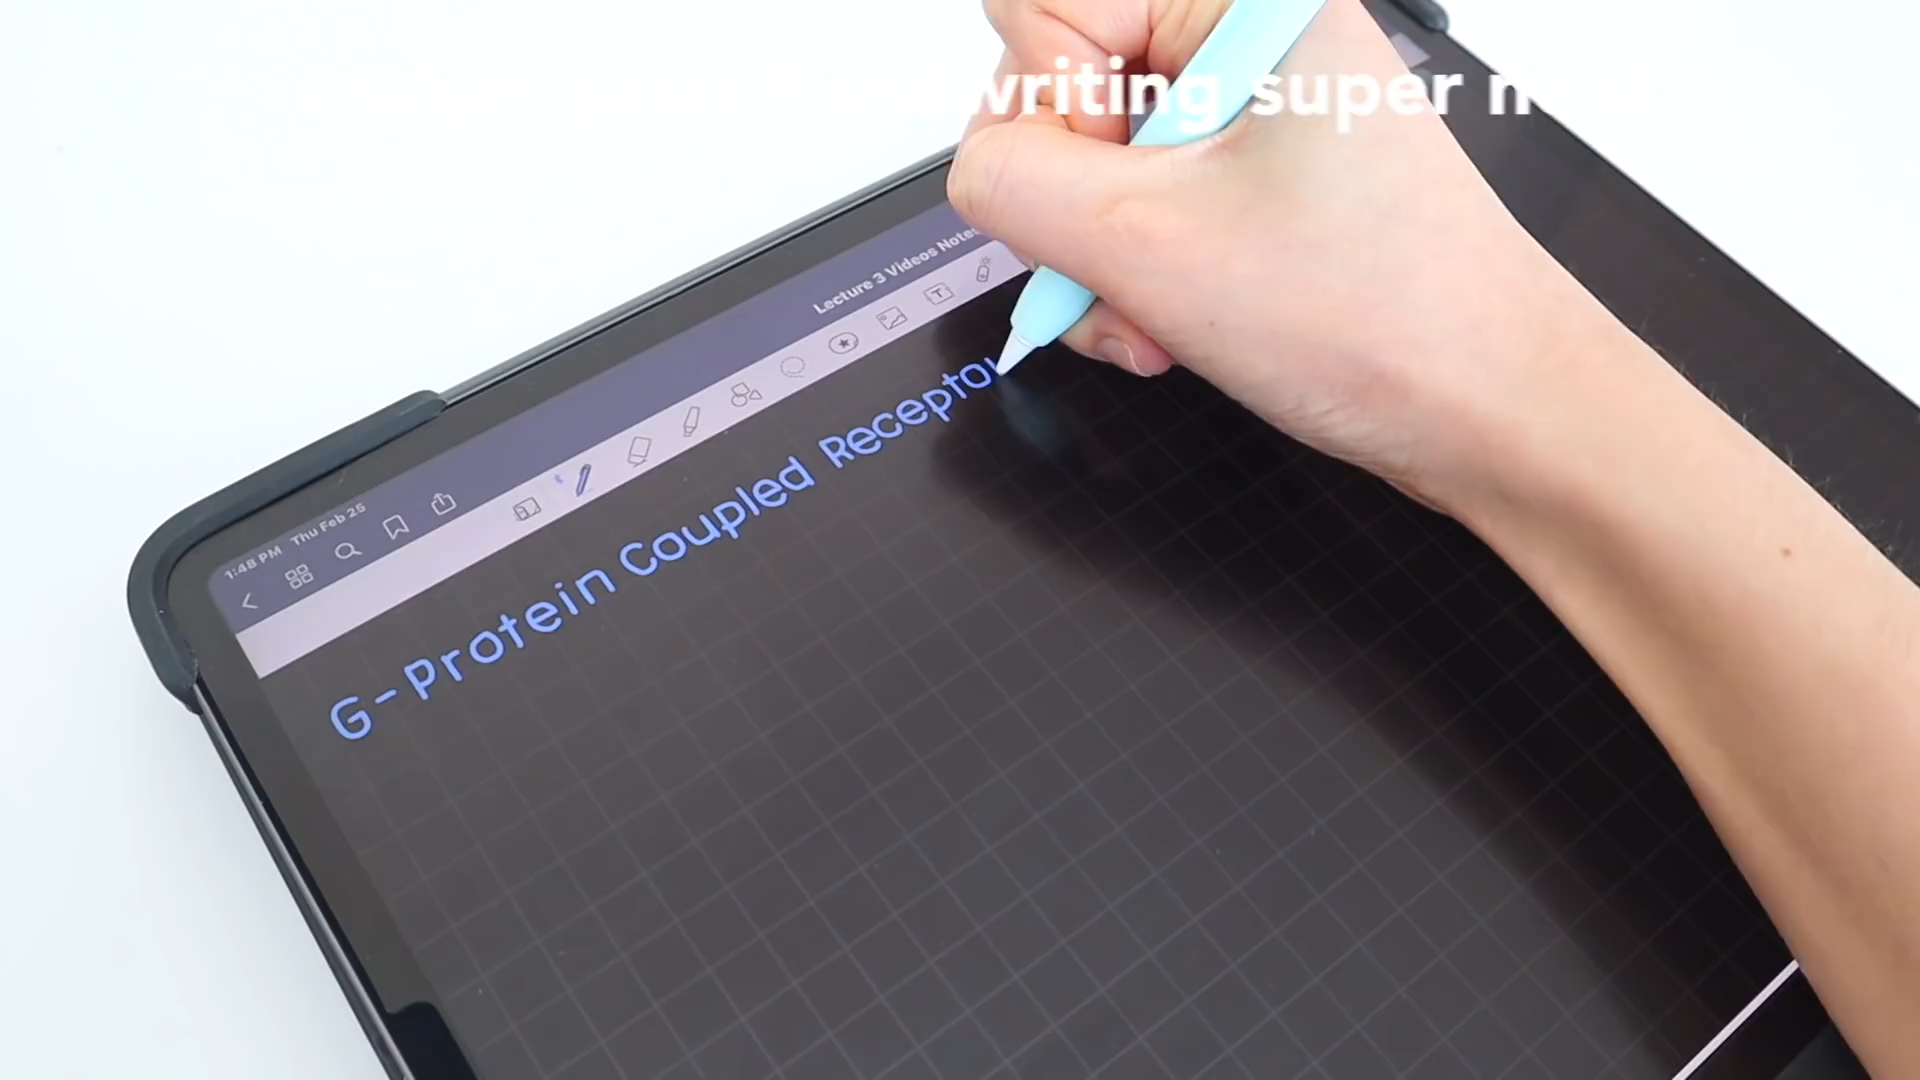 writing super
Lecture 3 Videos Notes
1:48 PM Thu Feb 25
G-Protein Coupled Recepto